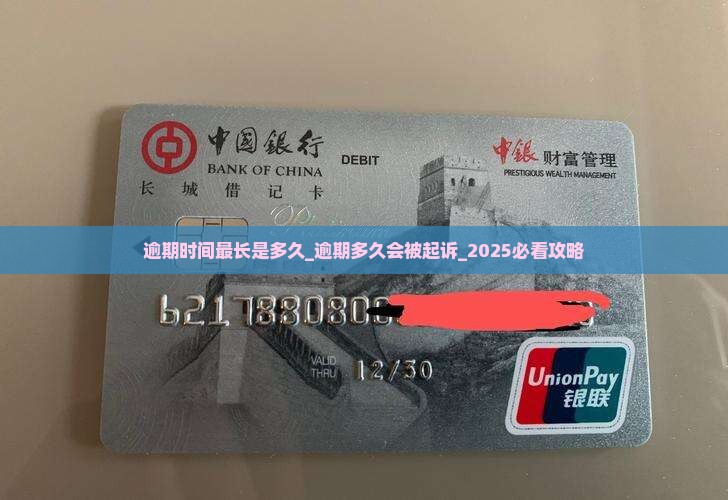 中国银行
BANK OF CHINA
DEBIT
中銀 财富管理
PRESTIGIOUS WEALTH MANAGEMENT
长城借记卡
逾期时间最长是多久_逾期多久会被起诉_2025必看攻略
6217880800
VALID
THRU
12/30
UnionPay
银联